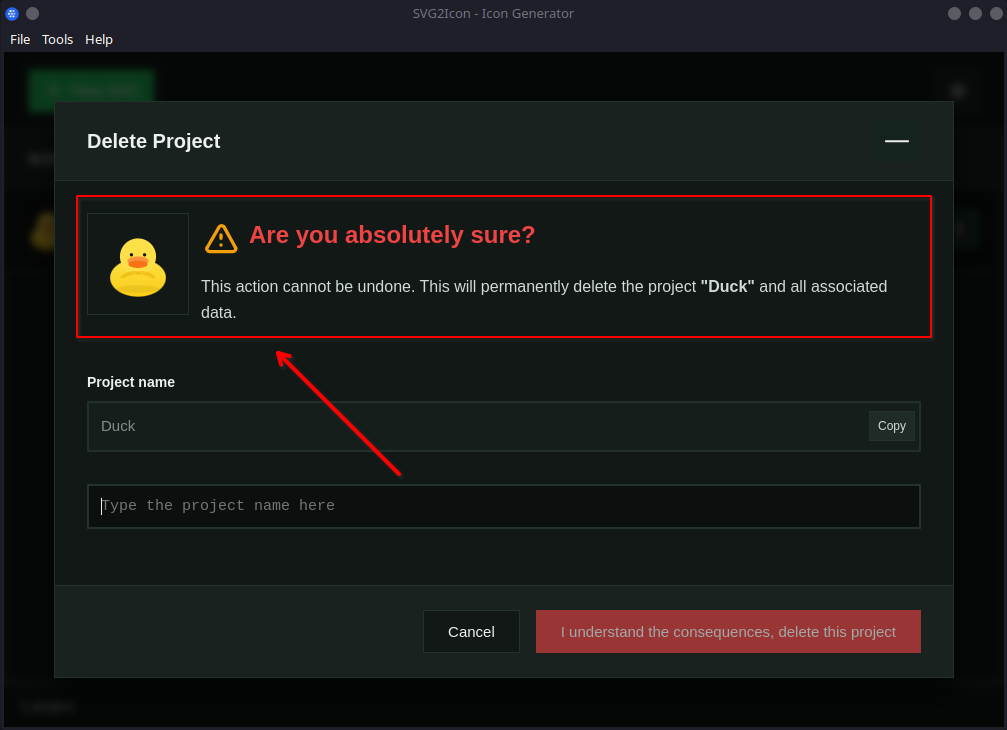 SVG2Icon - Icon Generator
File Tools Help
Delete Project
Are you absolutely sure?
This action cannot be undone. This will permanently delete the project "Duck" and all associated
data.
Project name
Duck
Copy
Type the project name here
Cancel
I understand the consequences, delete this project